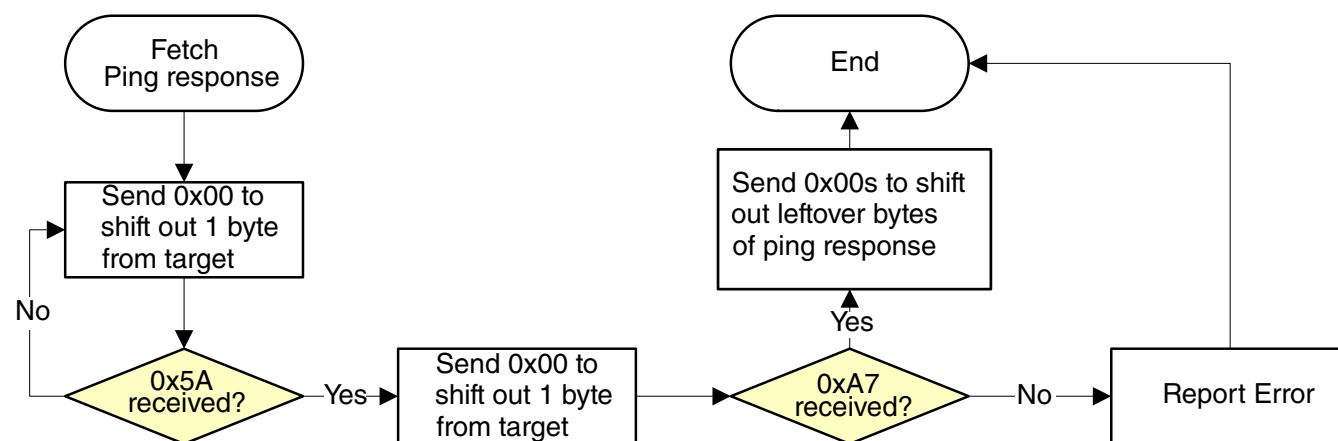 Fetch
Ping response
Send 0x00 to
shift out 1 byte
from target
No
0x5A
received?
Yes
Send 0x00 to
shift out 1 byte
from target
0xA7
received?
Yes
Send 0x00s to shift
out leftover bytes
of ping response
End
No
Report Error